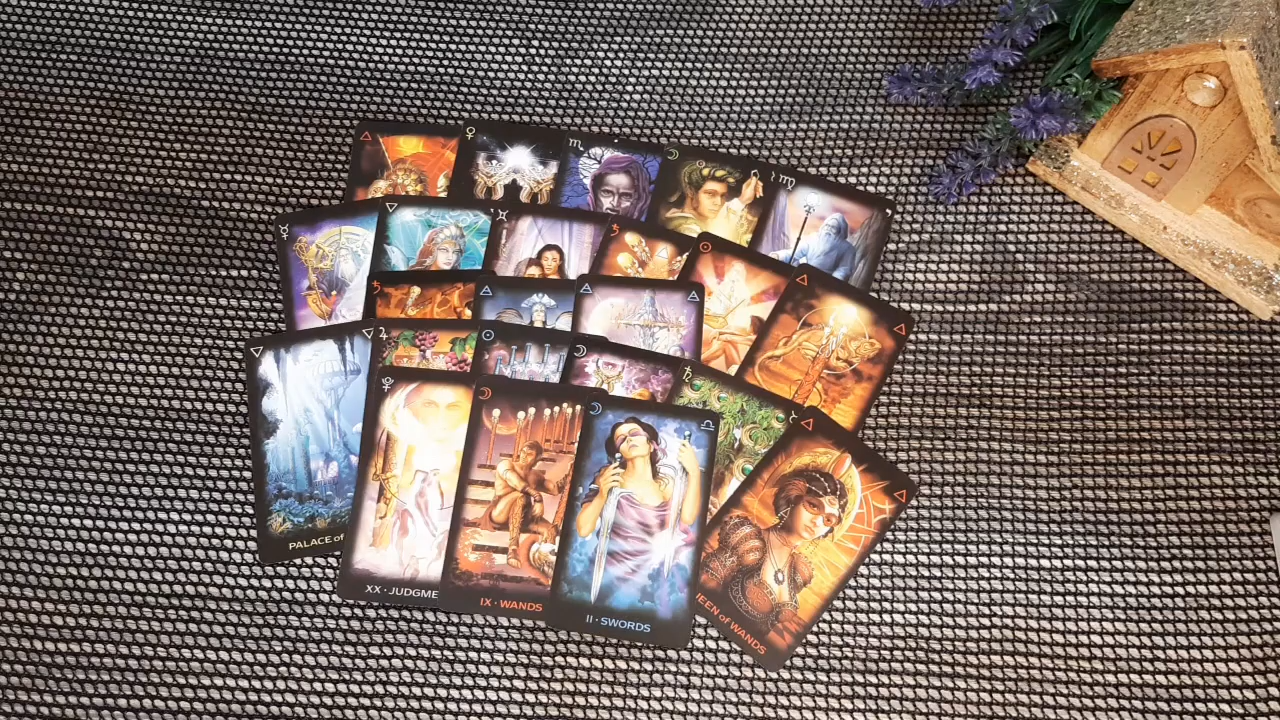 PALACE of
XX · JUDGME
IX · WANDS
II · SWORDS
EEN of WANDS